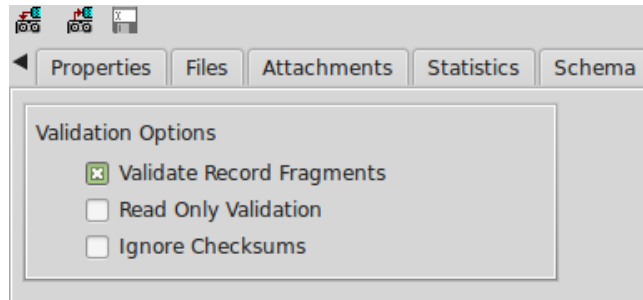 Properties Files Attachments Statistics Schema
Validation Options
Validate Record Fragments
Read Only Validation
Ignore Checksums